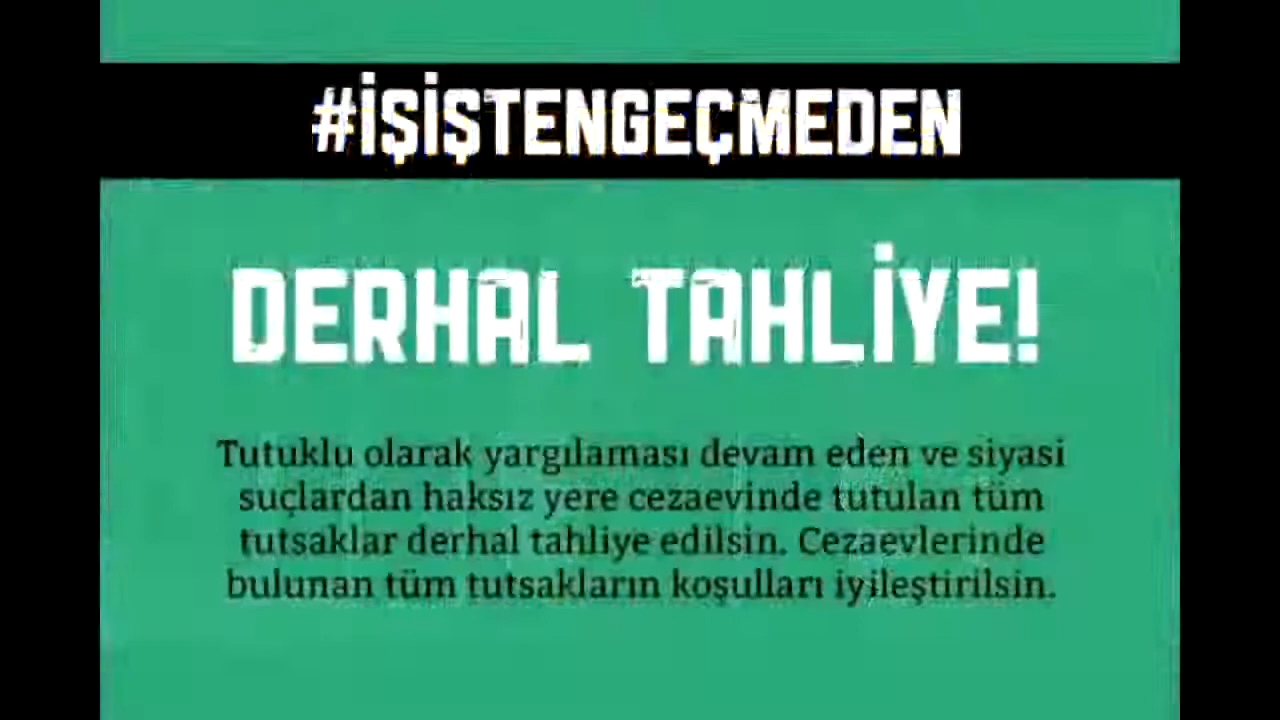 #İŞİŞTENGEÇMEDEN
DERHAL TAHLİYE!
Tutuklu olarak yargılaması devam eden ve siyasi
suçlardan haksız yere cezaevinde tutulan tüm
tutsaklar derhal tahliye edilsin. Cezaevlerinde
bulunan tüm tutsakların koşulları iyileştirilsin.